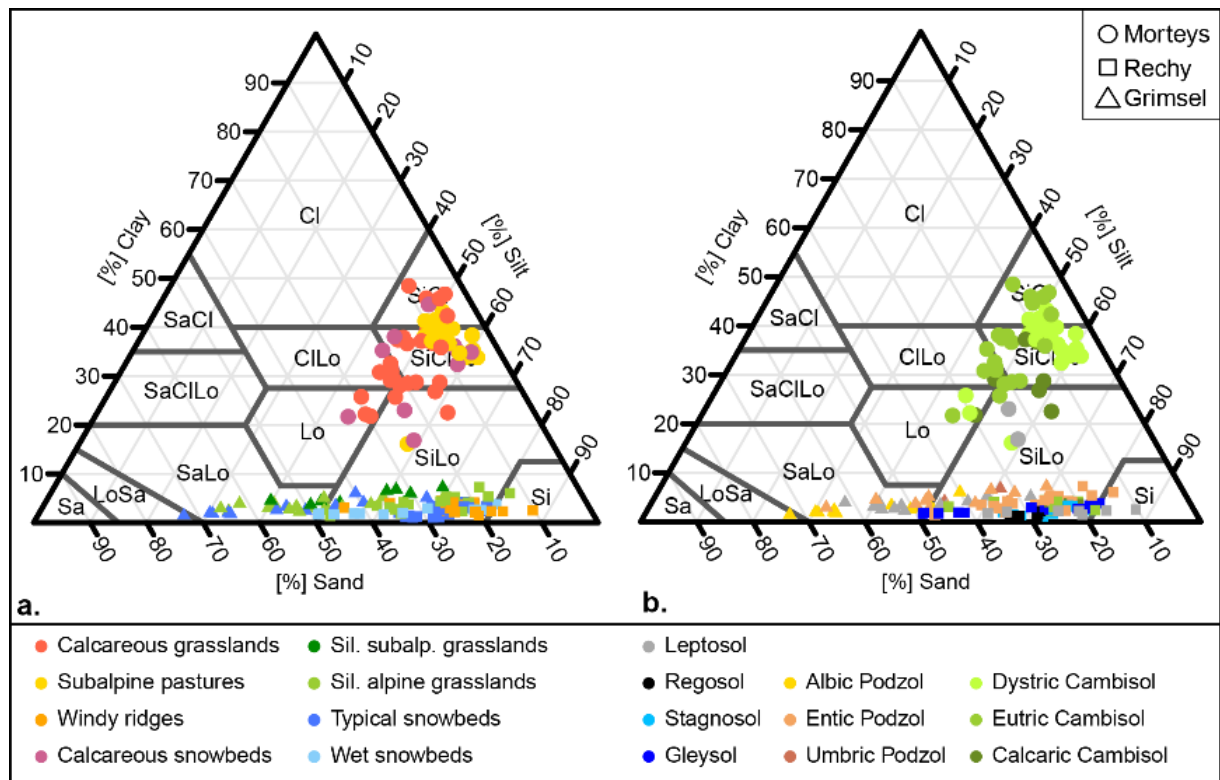 Morteys
Rechy
Grimsel
90
80
70
60
50
40
30
20
10
[%] Clay
10
20
30
40
50
60
70
80
90
[%] Silt
90
80
70
60
50
40
30
20
10
[%] Sand
Cl
SaCl
ClLo
SaClLo
Lo
SaLo
SiLo
LoSa
Sa
Si
a.
90
80
70
60
50
40
30
20
10
[%] Clay
10
20
30
40
50
60
70
80
90
[%] Silt
90
80
70
60
50
40
30
20
10
[%] Sand
Cl
SaCl
ClLo
SaClLo
Lo
SaLo
SiLo
LoSa
Sa
Si
b.
Calcareous grasslands
Subalpine pastures
Windy ridges
Calcareous snowbeds
Sil. subalp. grasslands
Sil. alpine grasslands
Typical snowbeds
Wet snowbeds
Leptosol
Regosol
Stagnosol
Gleysol
Albic Podzol
Entic Podzol
Umbric Podzol
Dystric Cambisol
Eutric Cambisol
Calcaric Cambisol